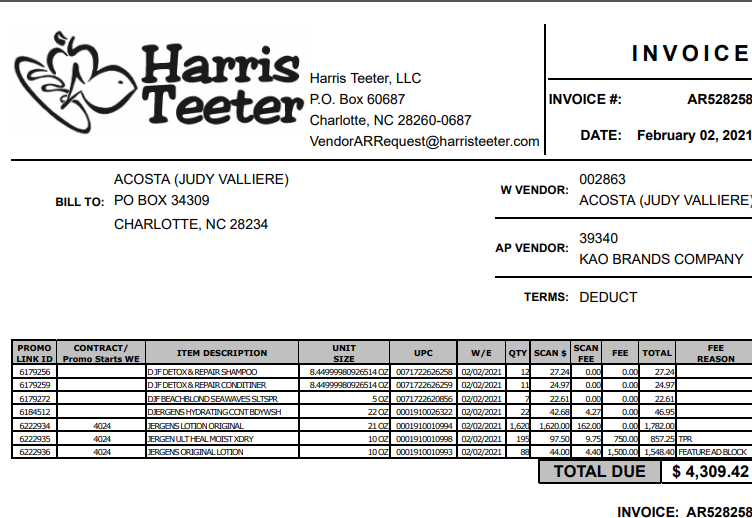 Harris
Teeter
Harris Teeter, LLC
P.O. Box 60687
Charlotte, NC 28260-0687
VendorARRequest@harristeeter.com
INVOICE
INVOICE #: AR528258
DATE: February 02, 2021
BILL TO: ACOSTA (JUDY VALLIERE)
PO BOX 34309
CHARLOTTE, NC 28234
W VENDOR: 002863
ACOSTA (JUDY VALLIERE)
AP VENDOR: 39340
KAO BRANDS COMPANY
TERMS: DEDUCT
PROMO LINK ID CONTRACT/ Promo Starts WE ITEM DESCRIPTION UNIT SIZE UPC W/E QTY SCAN $ SCAN FEE FEE TOTAL FEE REASON
6179256 DJF DETOX & REPAIR SHAMPOO 8.44999980926514 OZ 0071722626258 02/02/2021 12 27.24 0.00 0.00 27.24
6179259 DJF DETOX & REPAIR CONDITINER 8.44999980926514 OZ 0071722626259 02/02/2021 11 24.97 0.00 0.00 24.97
6179272 DJF BEACHBLOND SEAWAVES SLTSPR 5 OZ 0071722620856 02/02/2021 7 22.61 0.00 0.00 22.61
6184512 DJERGENS HYDRATING CCNT BDYWSH 22 OZ 0001910026322 02/02/2021 22 42.68 4.27 0.00 46.95
6222934 4024 JERGENS LOTION ORIGINAL 21 OZ 0001910010994 02/02/2021 1,620 1,620.00 162.00 0.00 1,782.00
6222935 4024 JERGEN ULT HEAL MOIST XDRY 10 OZ 0001910010998 02/02/2021 195 97.50 9.75 750.00 857.25 TPR
6222936 4024 JERGENS ORIGINAL LOTION 10 OZ 0001910010993 02/02/2021 88 44.00 4.40 1,500.00 1,548.40 FEATURE AD BLOCK
TOTAL DUE $ 4,309.42
INVOICE: AR528258